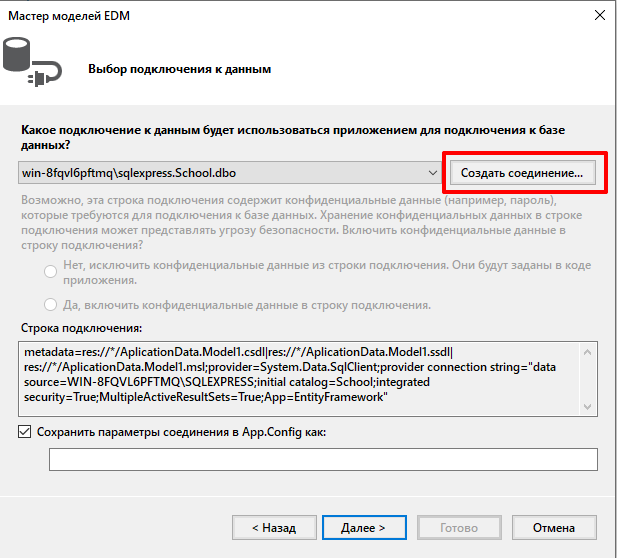 Мастер моделей EDM
Выбор подключения к данным
Какое подключение к данным будет использоваться приложением для подключения к базе
данных?
win-8fqvl6pftmq\sqlexpress.School.dbo
Создать соединение...
Возможно, эта строка подключения содержит конфиденциальные данные (например, пароль),
которые требуются для подключения к базе данных. Хранение конфиденциальных данных в строке
подключения может представлять угрозу безопасности. Включить конфиденциальные данные в
строку подключения?
Нет, исключить конфиденциальные данные из строки подключения. Они будут заданы в коде
приложения.
Да, включить конфиденциальные данные в строку подключения.
Строка подключения:
metadata=res://*/AplicationData.Model1.csdl|res://*/AplicationData.Model1.ssdl|
res://*/AplicationData.Model1.msl;provider=System.Data.SqlClient;provider connection string="data
source=WIN-8FQVL6PFTMQ\SQLEXPRESS;initial catalog=School;integrated
security=True;MultipleActiveResultSets=True;App=EntityFramework"
Сохранить параметры соединения в App.Config как:
< Назад
Далее >
Готово
Отмена